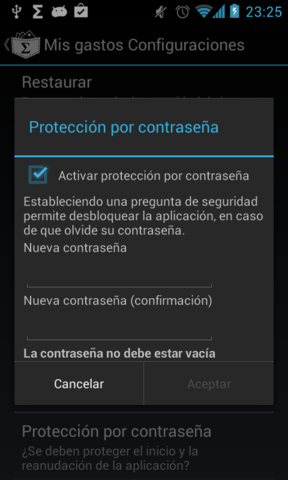 23:25
Mis gastos Configuraciones
Restaurar
Protección por contraseña
Activar protección por contraseña
Estableciendo una pregunta de seguridad
permite desbloquear la aplicación, en caso
de que olvide su contraseña.
Nueva contraseña
Nueva contraseña (confirmación)
La contraseña no debe estar vacía
Cancelar
Aceptar
Protección por contraseña
¿Se deben proteger el inicio y la
reanudación de la aplicación?